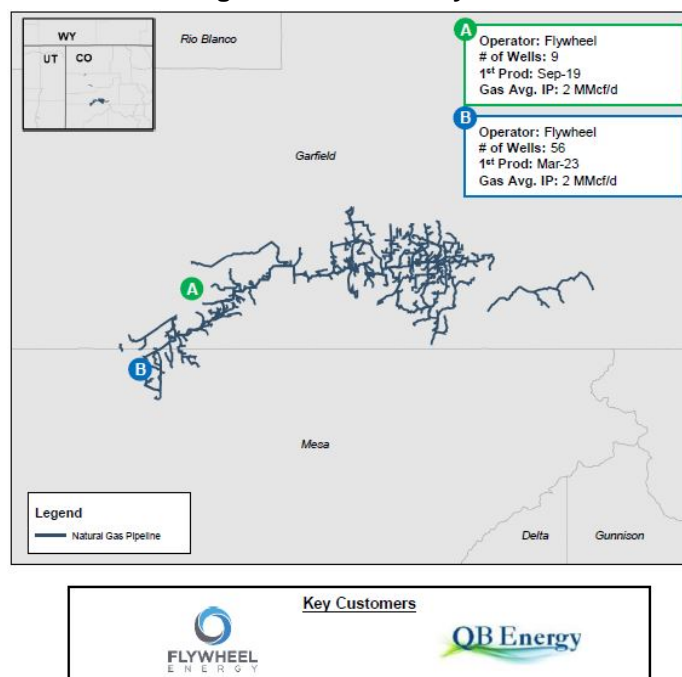 WY
UT
CO
Rio Blanco
A
Operator: Flywheel
# of Wells: 9
1st Prod: Sep-19
Gas Avg. IP: 2 MMcf/d
B
Operator: Flywheel
# of Wells: 56
1st Prod: Mar-23
Gas Avg. IP: 2 MMcf/d
Garfield
A
B
Mesa
Legend
Natural Gas Pipeline
Delta
Gunnison
Key Customers
FLYWHEEL
ENERGY
QB Energy